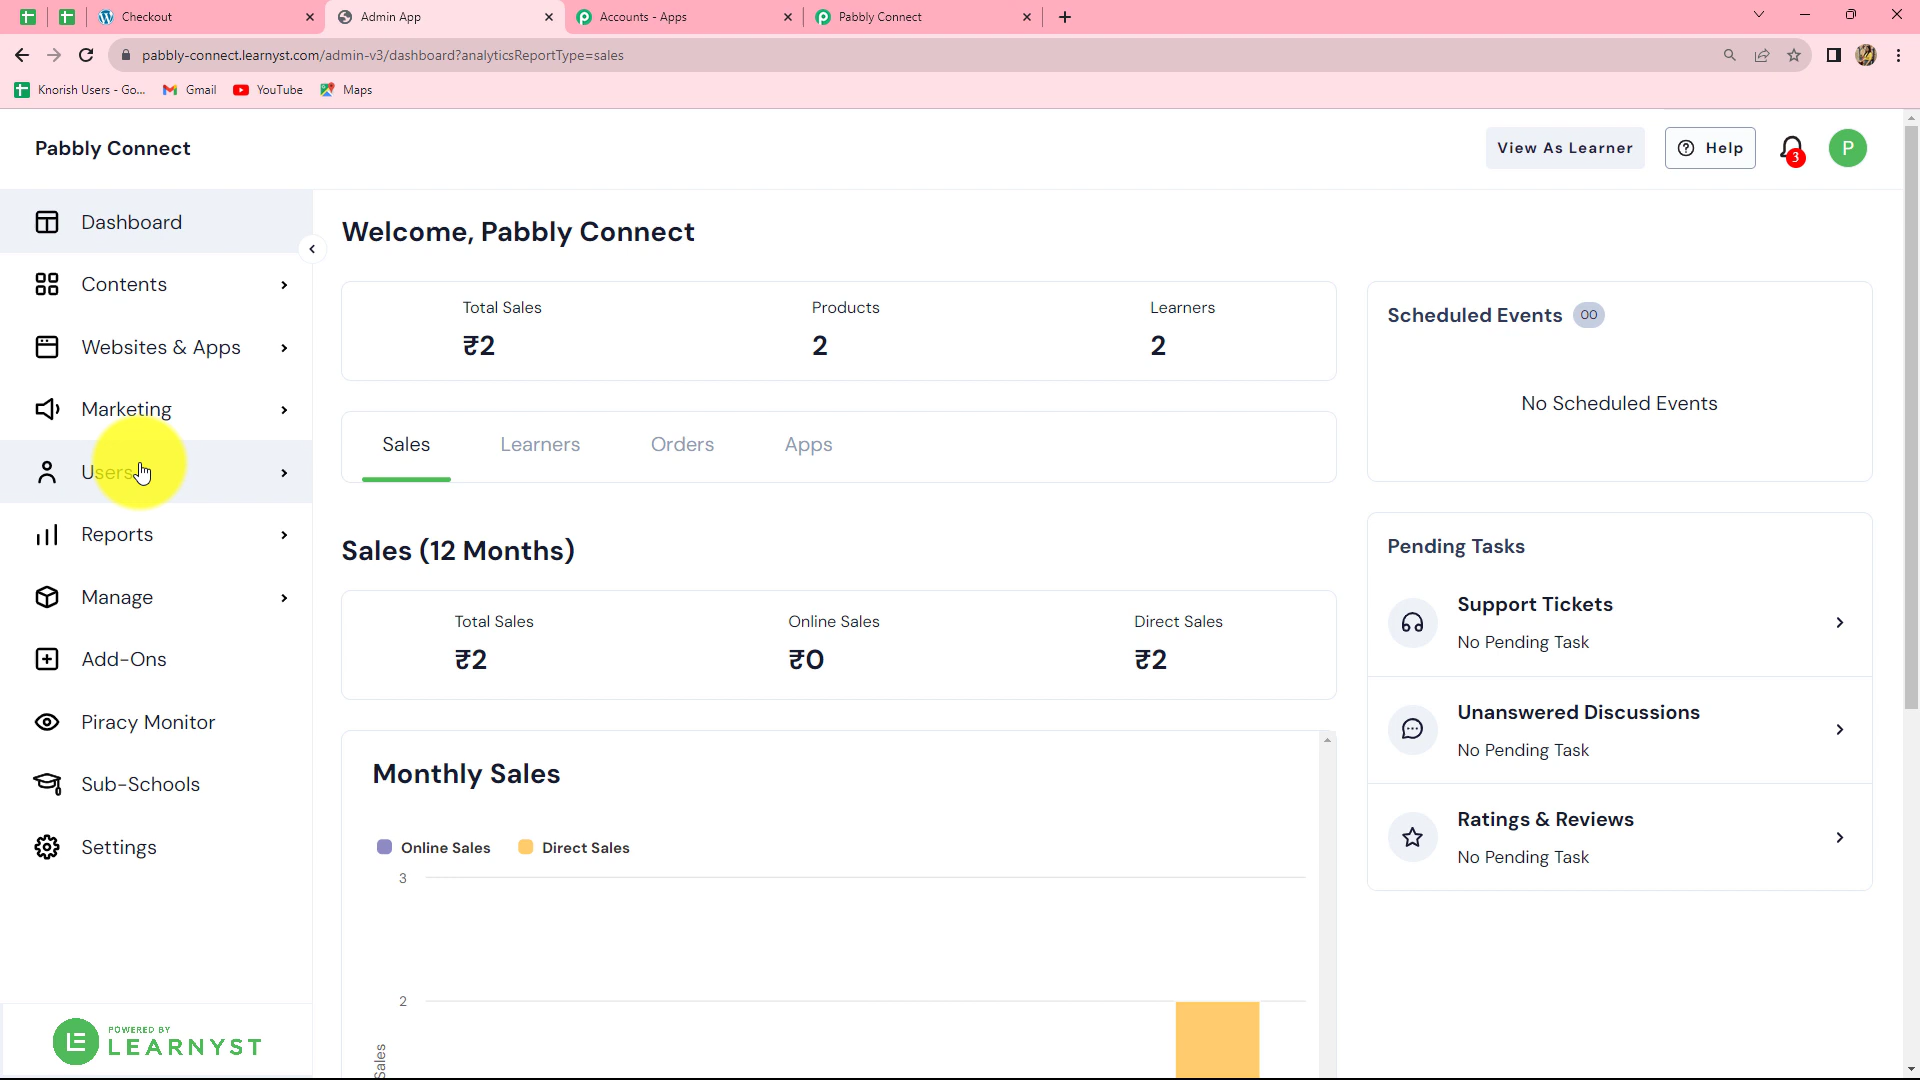 Checkout
Admin App
Accounts - Apps
Pabbly Connect
pabbly-connect.learnyst.com/admin-v3/dashboard?analyticsReportType=sales
Knorish Users - Go...
Gmail
YouTube
Maps
Pabbly Connect
View As Learner
Help
3
P
Dashboard
Contents
Websites & Apps
Marketing
Users
Reports
Manage
Add-Ons
Piracy Monitor
Sub-Schools
Settings
POWERED BY
LEARNYST
Welcome, Pabbly Connect
Total Sales
Products
Learners
₹2
2
2
Sales
Learners
Orders
Apps
Sales (12 Months)
Total Sales
Online Sales
Direct Sales
₹2
₹0
₹2
Monthly Sales
Online Sales
Direct Sales
3
2
Sales
Scheduled Events
00
No Scheduled Events
Pending Tasks
Support Tickets
No Pending Task
Unanswered Discussions
No Pending Task
Ratings & Reviews
No Pending Task